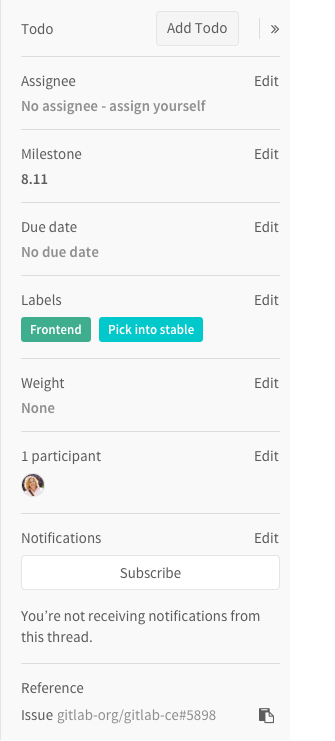 Todo
Add Todo
»
Assignee
Edit
No assignee - assign yourself
Milestone
Edit
8.11
Due date
Edit
No due date
Labels
Edit
Frontend
Pick into stable
Weight
Edit
None
1 participant
Edit
Notifications
Edit
Subscribe
You’re not receiving notifications from
this thread.
Reference
Issue gitlab-org/gitlab-ce#5898